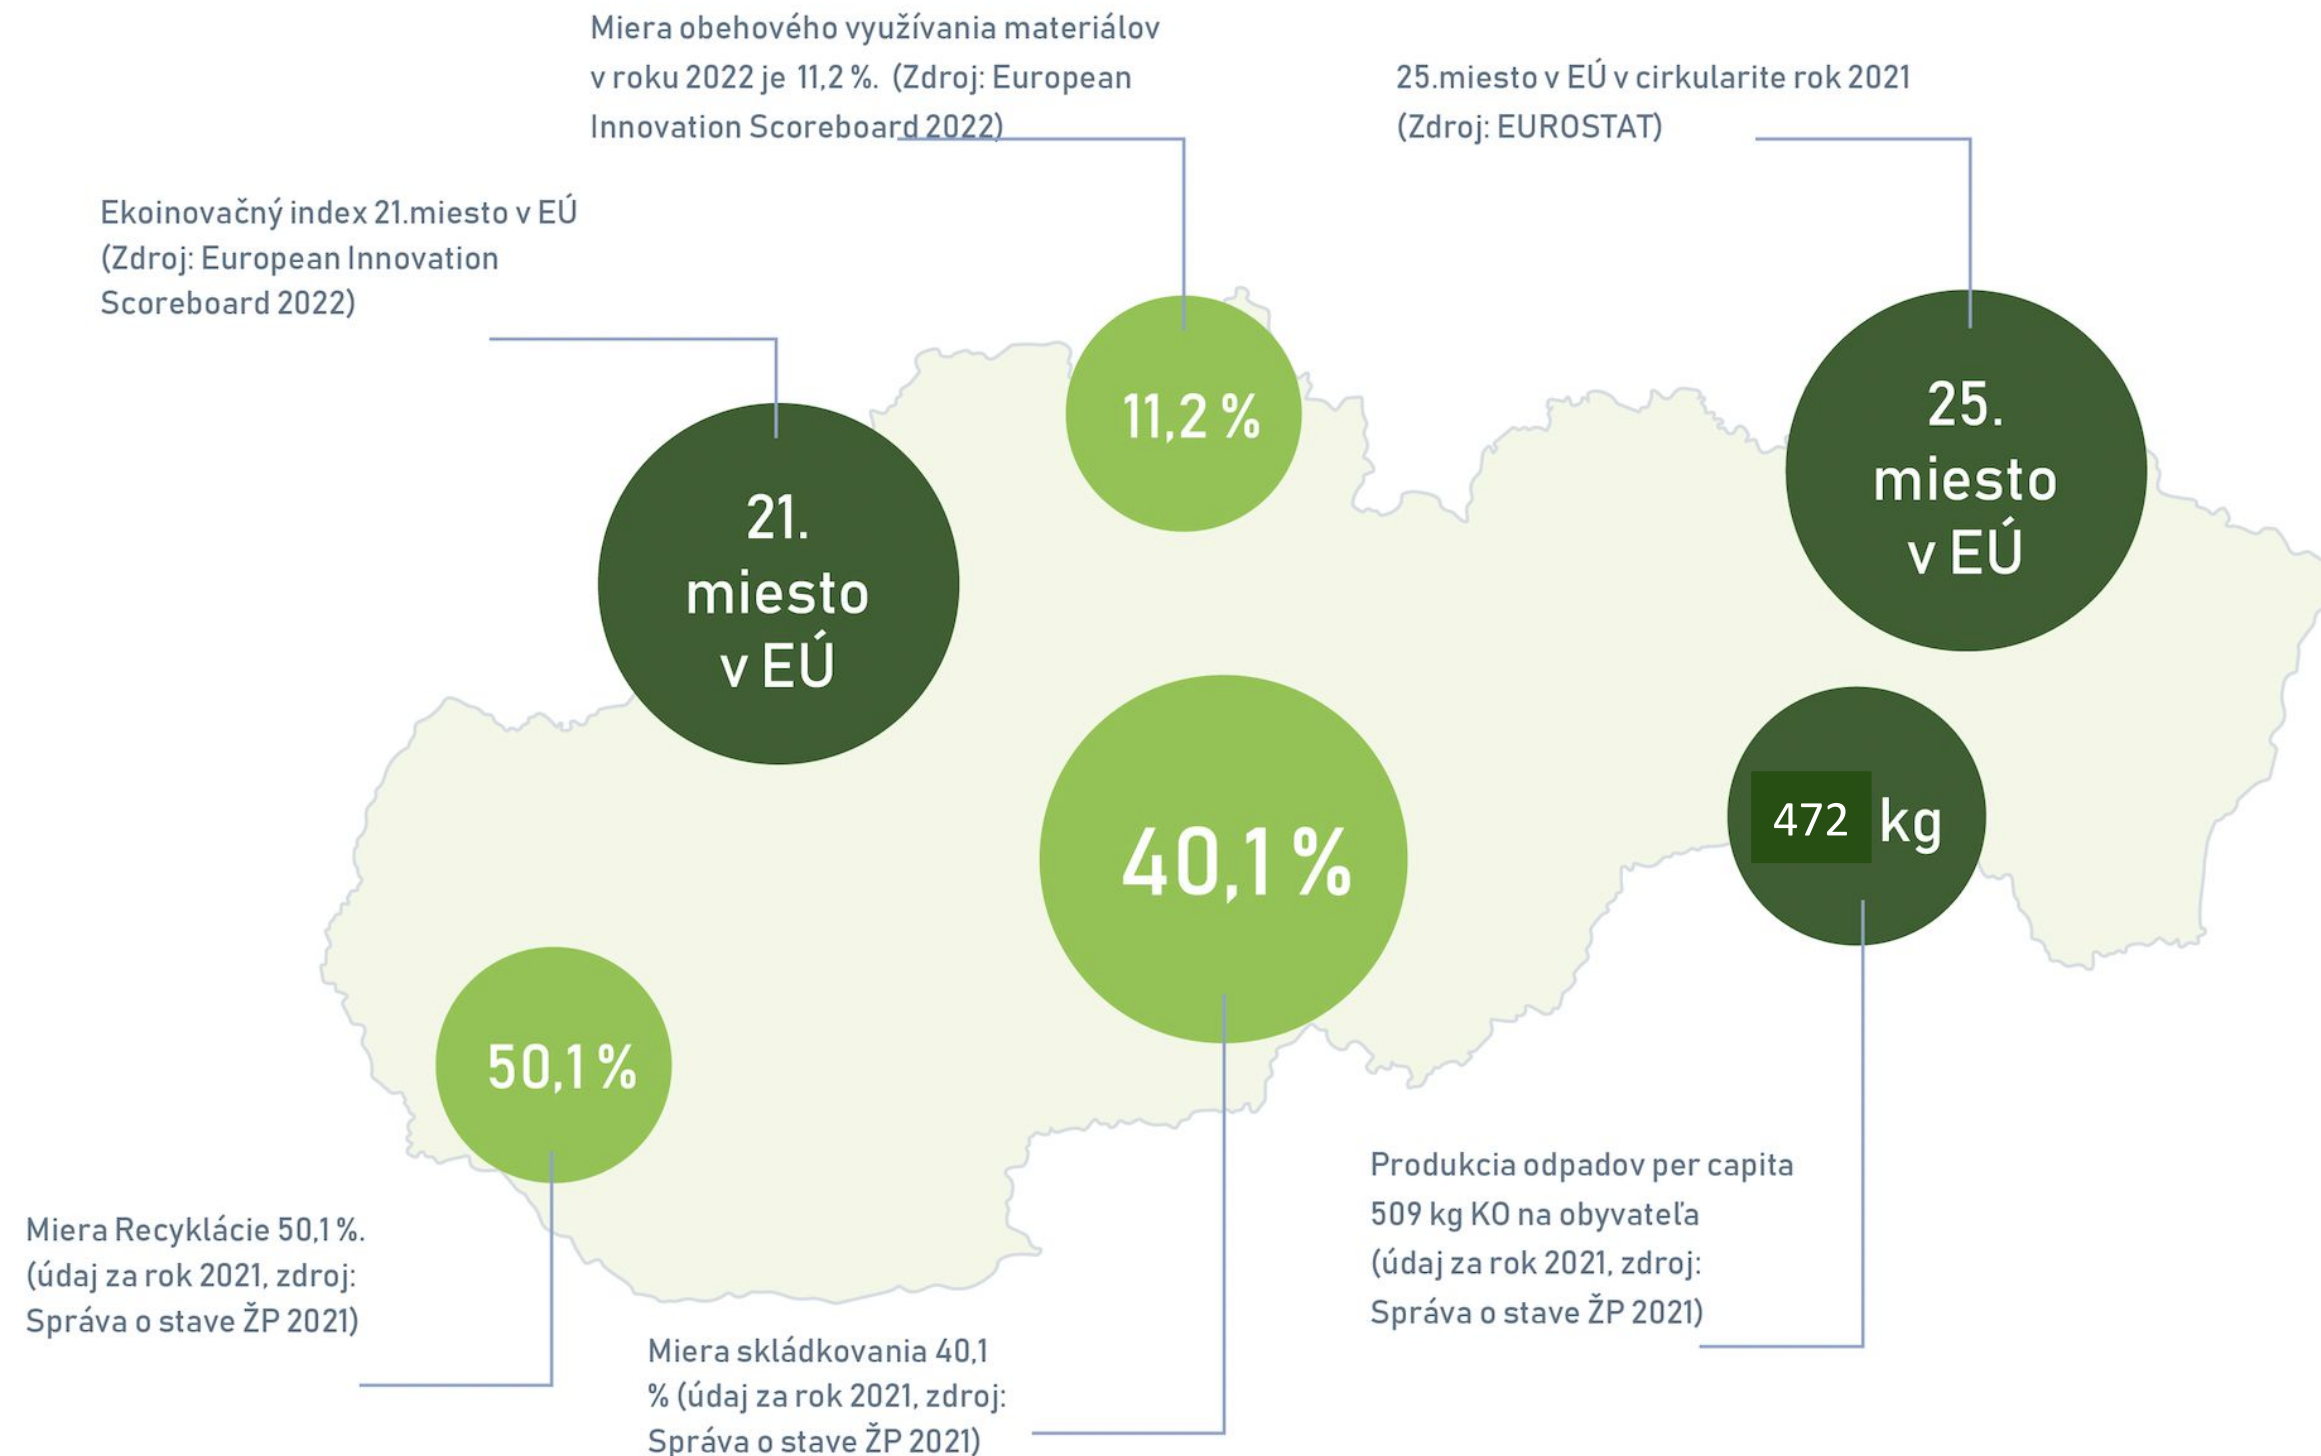 Miera obehového využívania materiálov
v roku 2022 je 11,2 %. (Zdroj: European
Innovation Scoreboard 2022)
25.miesto v EÚ v cirkularite rok 2021
(Zdroj: EUROSTAT)
Ekoinovačný index 21.miesto v EÚ
(Zdroj: European Innovation
Scoreboard 2022)
11,2 %
25.
miesto
v EÚ
21.
miesto
v EÚ
472 kg
40,1 %
50,1 %
Miera Recyklácie 50,1 %.
(údaj za rok 2021, zdroj:
Správa o stave ŽP 2021)
Miera skládkovania 40,1
% (údaj za rok 2021, zdroj:
Správa o stave ŽP 2021)
Produkcia odpadov per capita
509 kg KO na obyvateľa
(údaj za rok 2021, zdroj:
Správa o stave ŽP 2021)